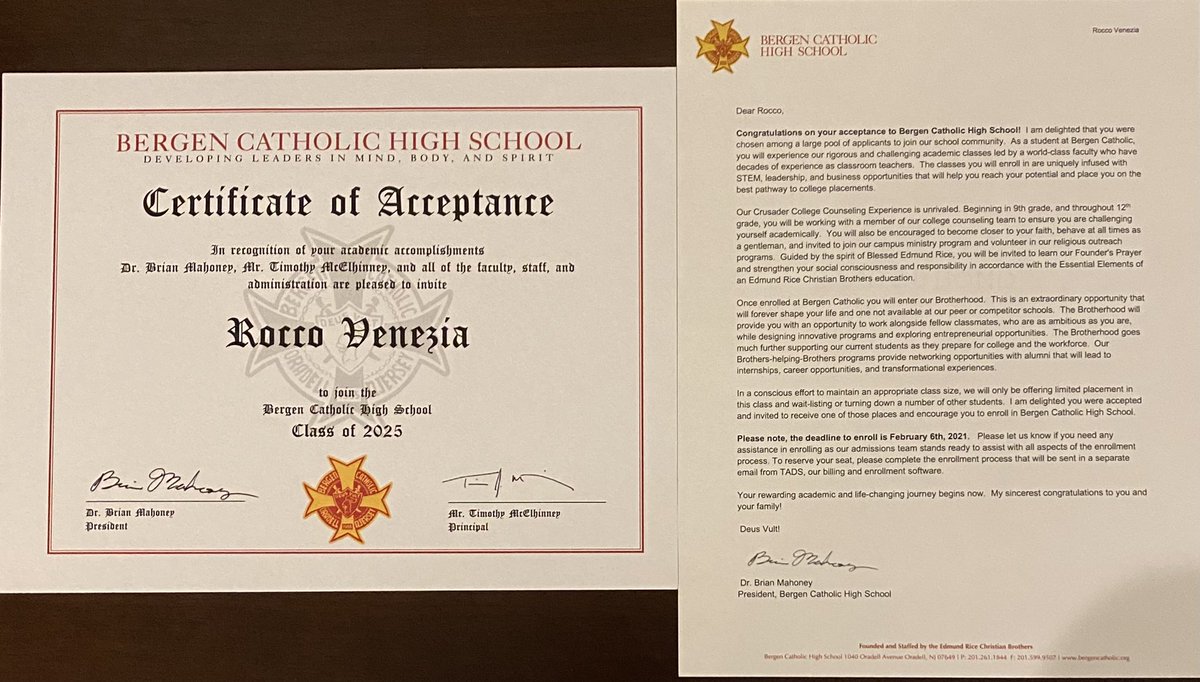 BERGEN CATHOLIC HIGH SCHOOL
DEVELOPING LEADERS IN MIND, BODY, AND SPIRIT
Certificate of Acceptance
In recognition of your academic accomplishments
Dr. Brian Mahoney, Mr. Timothy McElhinney, and all of the faculty, staff, and
administration are pleased to invite
Rocco Venezia
to join the
Bergen Catholic High School
Class of 2025
Brian Mahoney
Dr. Brian Mahoney
President
Mr. Timothy McElhinney
Principal
BERGEN CATHOLIC
HIGH SCHOOL
Rocco Venezia
Dear Rocco,
Congratulations on your acceptance to Bergen Catholic High School! I am delighted that you were
chosen among a large pool of applicants to join our school community. As a student at Bergen Catholic,
you will experience our rigorous and challenging academic classes led by a world-class faculty who have
decades of experience as classroom teachers. The classes you will enroll in are uniquely infused with
STEM, leadership, and business opportunities that will help you reach your potential and place you on the
best pathway to college placements.
Our Crusader College Counseling Experience is unrivaled. Beginning in 9th grade, and throughout 12th
grade, you will be working with a member of our college counseling team to ensure you are challenging
yourself academically. You will also be encouraged to become closer to your faith, behave at all times as
a gentleman, and invited to join our campus ministry program and volunteer in our religious outreach
programs. Guided by the spirit of Blessed Edmund Rice, you will be invited to learn our Founder's Prayer
and strengthen your social consciousness and responsibility in accordance with the Essential Elements of
an Edmund Rice Christian Brothers education.
Once enrolled at Bergen Catholic you will enter our Brotherhood. This is an extraordinary opportunity that
will forever shape your life and one not available at our peer or competitor schools. The Brotherhood will
provide you with an opportunity to work alongside fellow classmates, who are as ambitious as you are,
while designing innovative programs and exploring entrepreneurial opportunities. The Brotherhood goes
much further supporting our current students as they prepare for college and the workforce. Our
Brothers-helping-Brothers programs provide networking opportunities with alumni that will lead to
internships, career opportunities, and transformational experiences.
In a conscious effort to maintain an appropriate class size, we will only be offering limited placement in
this class and wait-listing or turning down a number of other students. I am delighted you were accepted
and invited to receive one of those places and encourage you to enroll in Bergen Catholic High School.
Please note, the deadline to enroll is February 6th, 2021. Please let us know if you need any
assistance in enrolling as our admissions team stands ready to assist with all aspects of the enrollment
process. To reserve your seat, please complete the enrollment process that will be sent in a separate
email from TADS, our billing and enrollment software.
Your rewarding academic and life-changing journey begins now. My sincerest congratulations to you and
your family!
Deus Vult!
Brian Mahoney
Dr. Brian Mahoney
President, Bergen Catholic High School
Founded and Staffed by the Edmund Rice Christian Brothers
Bergen Catholic High School 1040 Oradell Avenue Oradell, NJ 07649 | P: 201.261.1844 f: 201.599.9507 | www.bergencatholic.org